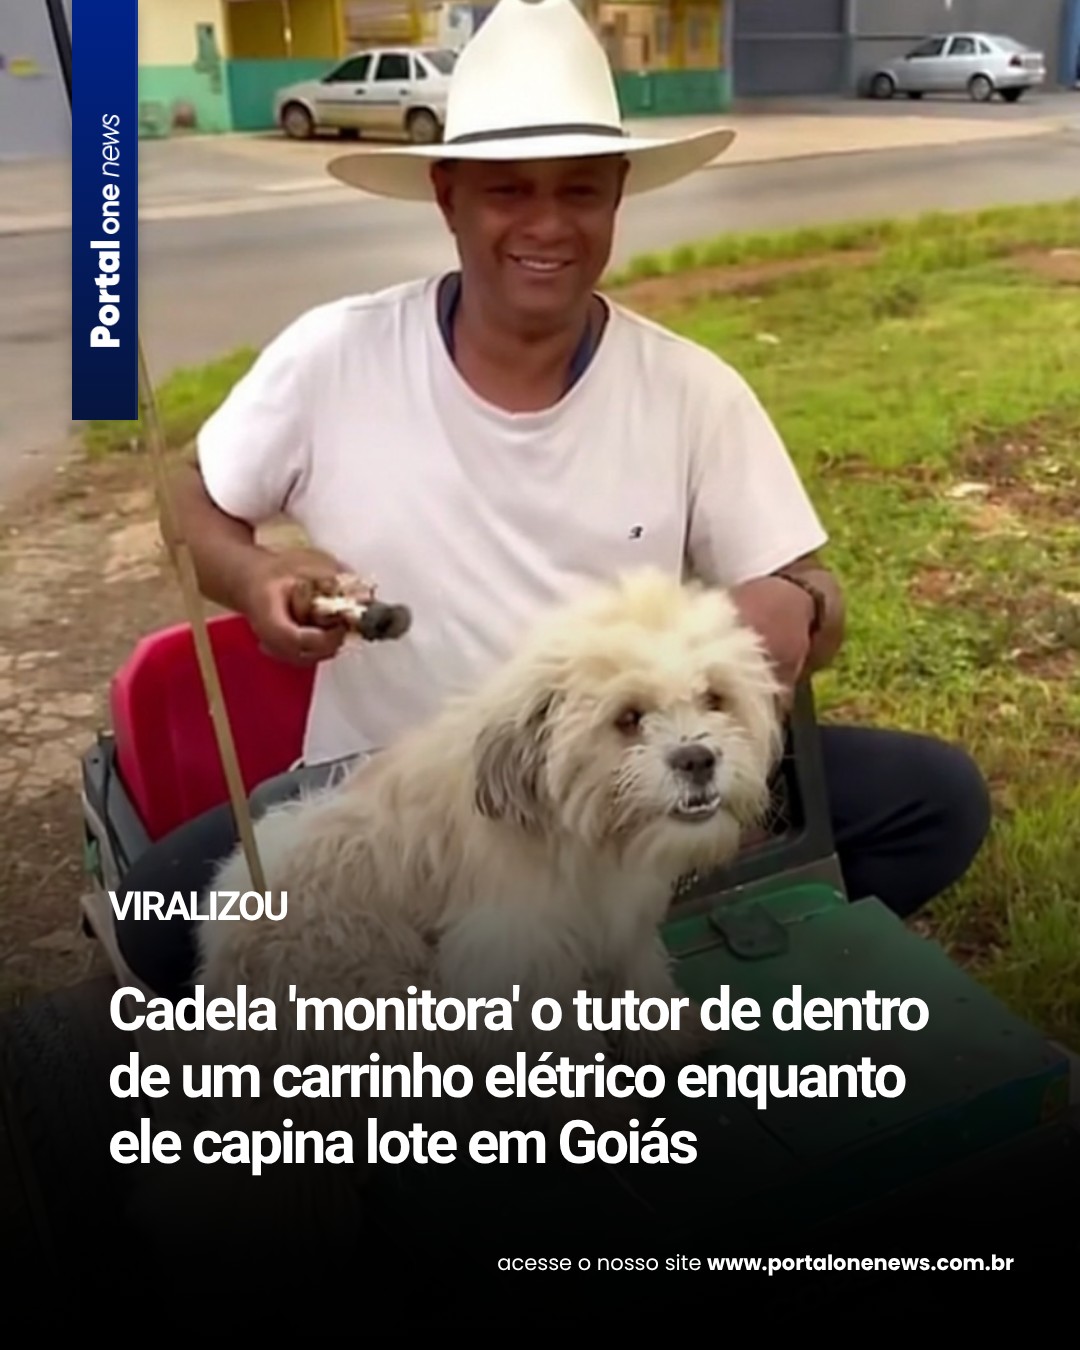 Portal one news
VIRALIZOU
Cadela 'monitora' o tutor de dentro
de um carrinho elétrico enquanto
ele capina lote em Goiás
acesse o nosso site www.portalonenews.com.br